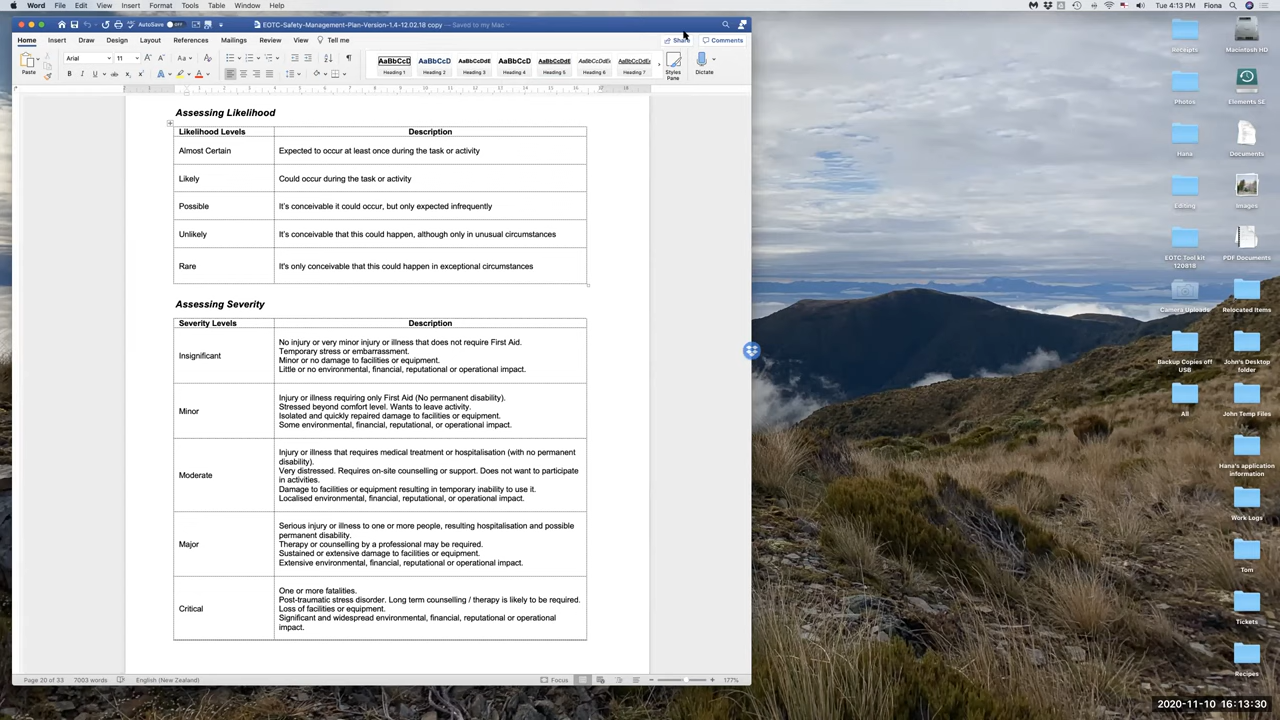 Word File Edit View Insert Format Tools Table Window Help
Tue 4:13 PM Fiona
AutoSave OFF
EOTC-Safety-Management-Plan-Version-1.4-12.02.18 copy — Saved to my Mac
Home Insert Draw Design Layout References Mailings Review View Tell me
Share Comments
Paste
Arial 11
AaBbCcD Heading 1
AaBbCcD Heading 2
AaBbCcDdE Heading 3
AaBbCcD Heading 4
AaBbCcDdE Heading 5
AaBbCcDdEe Heading 6
AaBbCcDdEe Heading 7
Styles Pane
Dictate
Assessing Likelihood
Likelihood Levels Description
Almost Certain Expected to occur at least once during the task or activity
Likely Could occur during the task or activity
Possible It's conceivable it could occur, but only expected infrequently
Unlikely It's conceivable that this could happen, although only in unusual circumstances
Rare It's only conceivable that this could happen in exceptional circumstances
Assessing Severity
Severity Levels Description
Insignificant
No injury or very minor injury or illness that does not require First Aid.
Temporary stress or embarrassment.
Minor or no damage to facilities or equipment.
Little or no environmental, financial, reputational or operational impact.
Minor
Injury or illness requiring only First Aid (No permanent disability).
Stressed beyond comfort level. Wants to leave activity.
Isolated and quickly repaired damage to facilities or equipment.
Some environmental, financial, reputational, or operational impact.
Moderate
Injury or illness that requires medical treatment or hospitalisation (with no permanent
disability).
Very distressed. Requires on-site counselling or support. Does not want to participate
in activities.
Damage to facilities or equipment resulting in temporary inability to use it.
Localised environmental, financial, reputational, or operational impact.
Major
Serious injury or illness to one or more people, resulting hospitalisation and possible
permanent disability.
Therapy or counselling by a professional may be required.
Sustained or extensive damage to facilities or equipment.
Extensive environmental, financial, reputational or operational impact.
Critical
One or more fatalities.
Post-traumatic stress disorder. Long term counselling / therapy is likely to be required.
Loss of facilities or equipment.
Significant and widespread environmental, financial, reputational or operational
impact.
Page 20 of 33 7003 words English (New Zealand)
Focus 177%
Receipts
Macintosh HD
Photos
Elements SE
Hana
Documents
Editing
Images
EOTC Tool kit
120818
PDF Documents
Camera Uploads
Relocated Items
Backup Copies off
USB
John's Desktop
folder
All
John Temp Files
Hana's application
information
Work Logs
Tom
Tickets
Recipes
2020-11-10 16:13:30